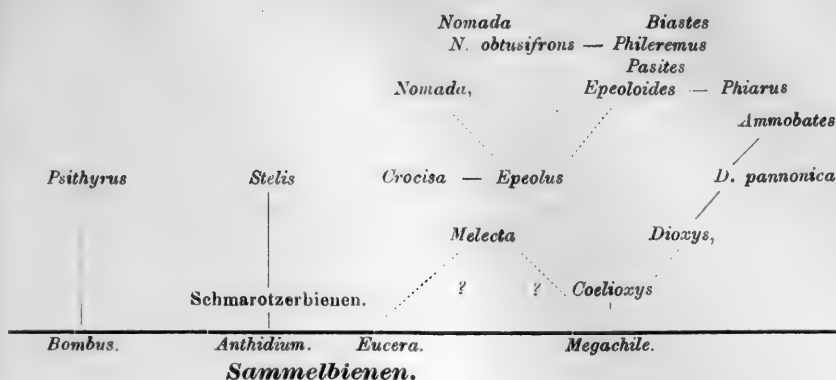 Nomada Biastes
N. obtusifrons — Phileremus
Pasites
Nomada, Epeoloides — Phiarus
Ammobates
Psithyrus Stelis Crocisa — Epeolus D. pannonica
Melecta Dioxys,
Schmarotzerbienen. ? ? Coelioxys
Bombus. Anthidium. Eucera. Megachile.
Sammelbienen.